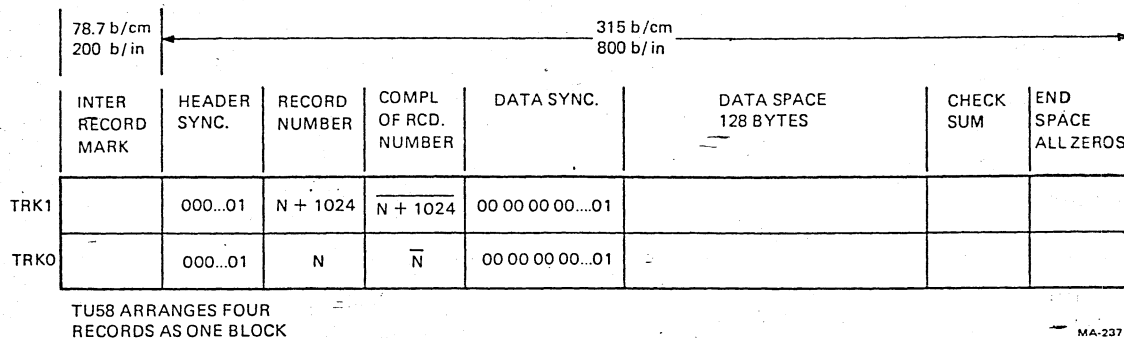 78.7 b/cm
200 b/in
315 b/cm
800 b/in
INTER RECORD MARK
HEADER SYNC.
RECORD NUMBER
COMPL OF RCD. NUMBER
DATA SYNC.
DATA SPACE 128 BYTES
CHECK SUM
END SPACE ALL ZEROS
TRK1 000...01 N + 1024 N + 1024 00 00 00 00....01
TRK0 000...01 N N 00 00 00 00...01
TU58 ARRANGES FOUR
RECORDS AS ONE BLOCK
MA-237